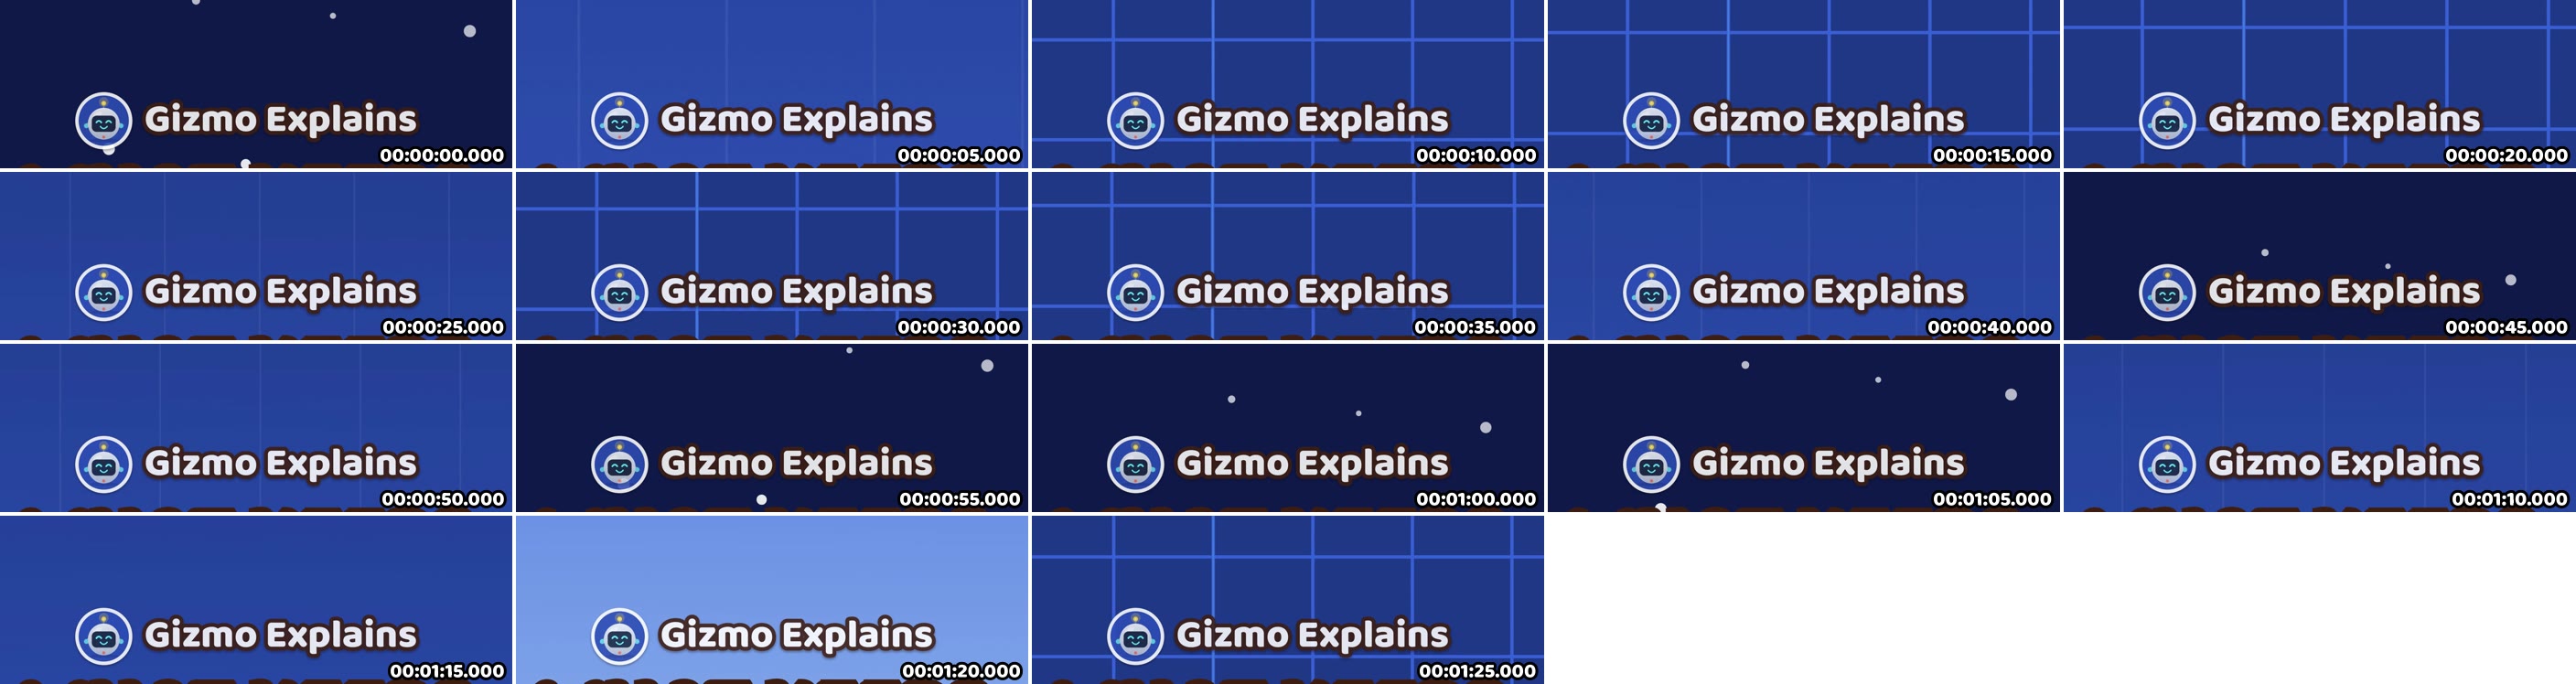 Gizmo Explains
00:00:00.000
Gizmo Explains
00:00:05.000
Gizmo Explains
00:00:10.000
Gizmo Explains
00:00:15.000
Gizmo Explains
00:00:20.000
Gizmo Explains
00:00:25.000
Gizmo Explains
00:00:30.000
Gizmo Explains
00:00:35.000
Gizmo Explains
00:00:40.000
Gizmo Explains
00:00:45.000
Gizmo Explains
00:00:50.000
Gizmo Explains
00:00:55.000
Gizmo Explains
00:01:00.000
Gizmo Explains
00:01:05.000
Gizmo Explains
00:01:10.000
Gizmo Explains
00:01:15.000
Gizmo Explains
00:01:20.000
Gizmo Explains
00:01:25.000